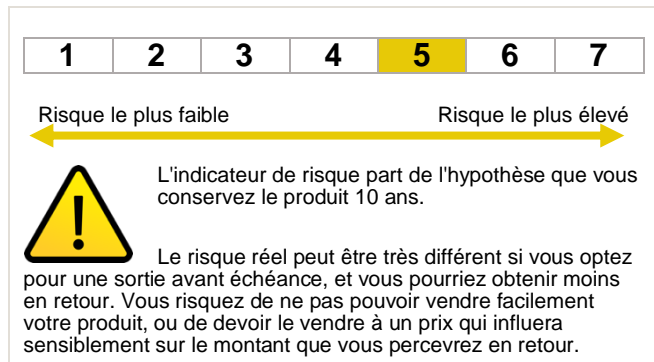 1 2 3 4 5 6 7
Risque le plus faible Risque le plus élevé
L'indicateur de risque part de l'hypothèse que vous
conservez le produit 10 ans.
Le risque réel peut être très différent si vous optez
pour une sortie avant échéance, et vous pourriez obtenir moins
en retour. Vous risquez de ne pas pouvoir vendre facilement
votre produit, ou de devoir le vendre à un prix qui influera
sensiblement sur le montant que vous percevrez en retour.